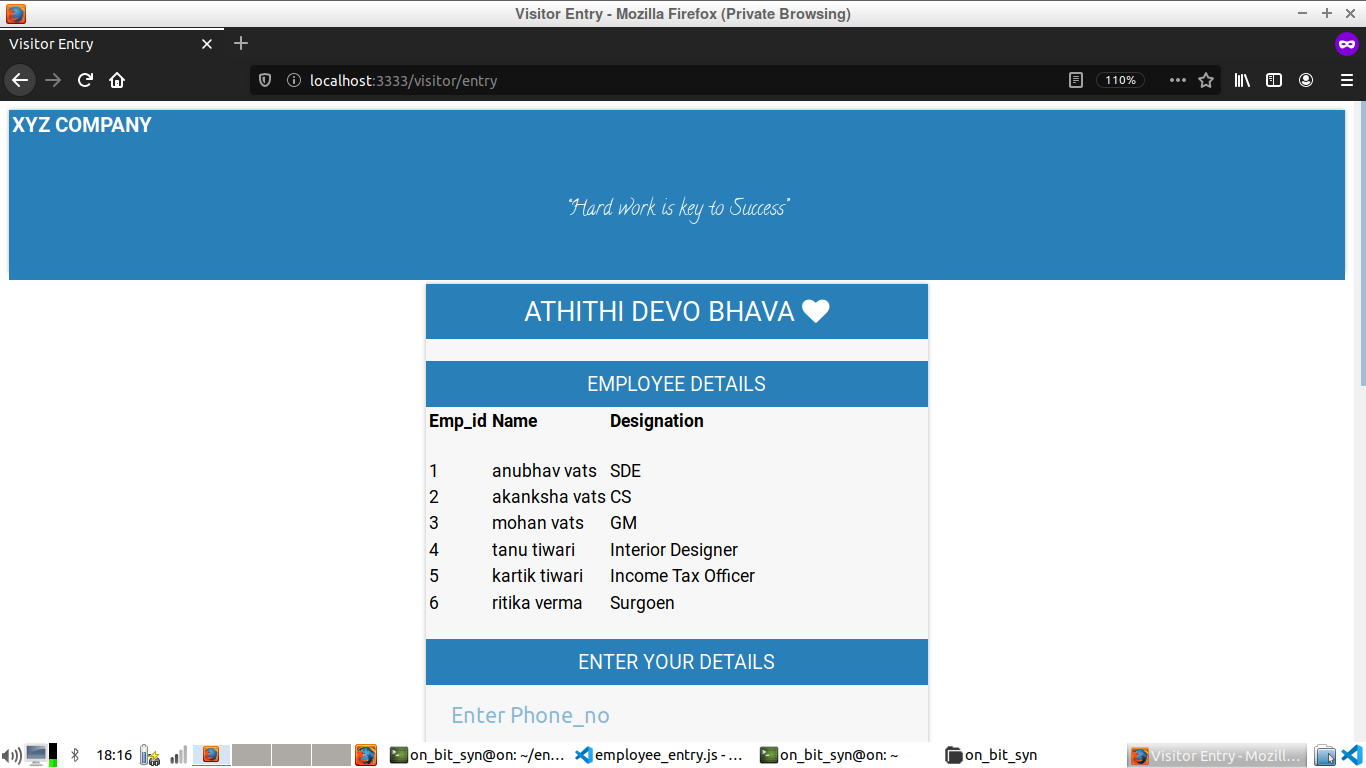 Visitor Entry - Mozilla Firefox (Private Browsing)
Visitor Entry
localhost:3333/visitor/entry
110%
XYZ COMPANY
"Hard work is key to Success"
ATHITHI DEVO BHAVA
EMPLOYEE DETAILS
Emp_id Name Designation
1 anubhav vats SDE
2 akanksha vats CS
3 mohan vats GM
4 tanu tiwari Interior Designer
5 kartik tiwari Income Tax Officer
6 ritika verma Surgoen
ENTER YOUR DETAILS
Enter Phone_no
18:16 on_bit_syn@on: ~/en... employee_entry.js - ... on_bit_syn@on: ~ on_bit_syn Visitor Entry - Mozill...